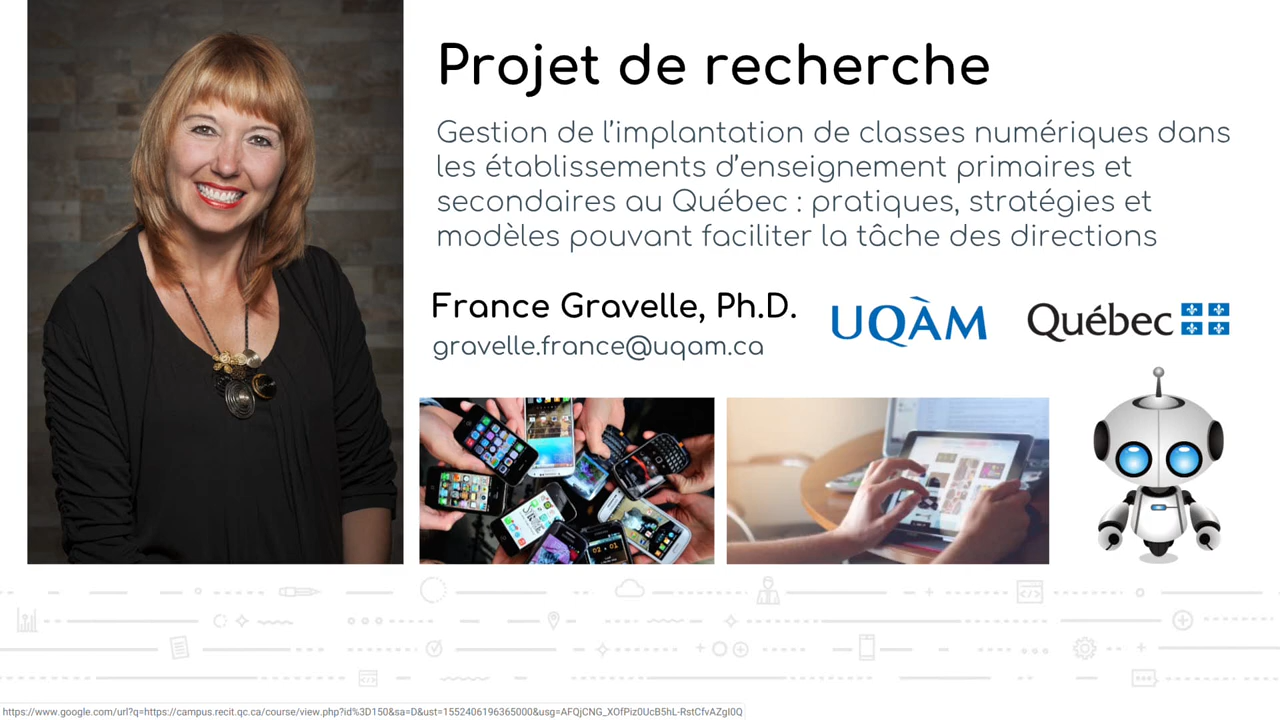 Projet de recherche
Gestion de l'implantation de classes numériques dans
les établissements d'enseignement primaires et
secondaires au Québec : pratiques, stratégies et
modèles pouvant faciliter la tâche des directions
France Gravelle, Ph.D.
gravelle.france@uqam.ca
UQÀM
Québec
https://www.google.com/url?q=https://campus.recit.qc.ca/course/view.php?id%3D150&sa=D&ust=1552406196365000&usg=AFQjCNG_XOfPiz0UcB5hL-RstCfvAZgI0Q